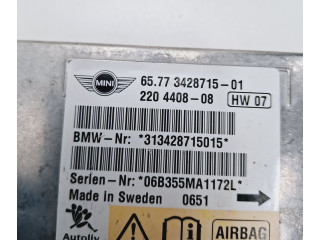 MINI
65.77 3428715-01
220 4408-08 HW 07
BMW-Nr: *313428715015*
Serien-Nr: *06B355MA1172L*
Made in Sweden 0651
Autoliv AIRBAG